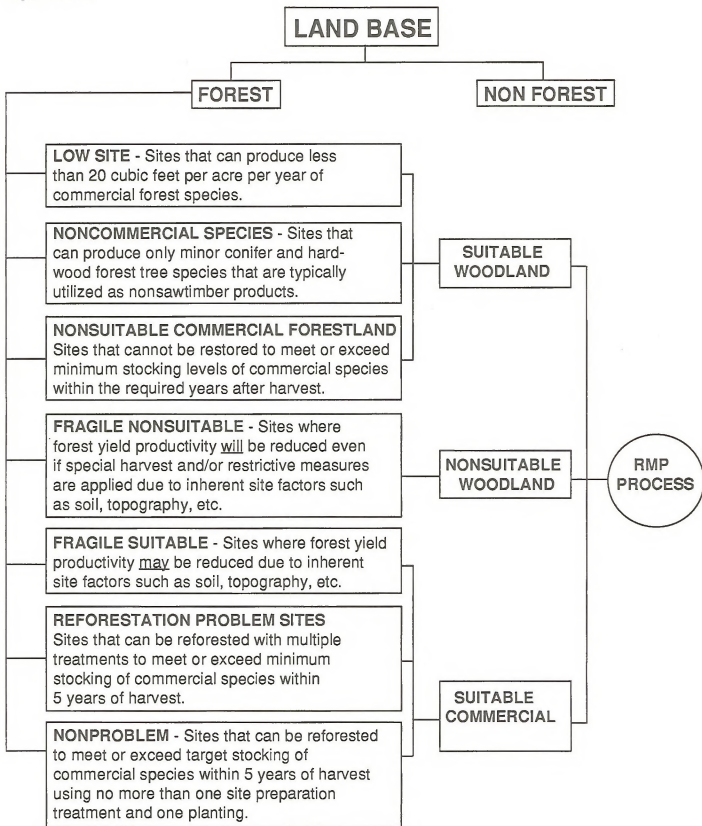 LAND BASE
FOREST
NON FOREST
LOW SITE - Sites that can produce less
than 20 cubic feet per acre per year of
commercial forest species.
NONCOMMERCIAL SPECIES - Sites that
can produce only minor conifer and hard-
wood forest tree species that are typically
utilized as nonsawtimber products.
SUITABLE
WOODLAND
NONSUITABLE COMMERCIAL FORESTLAND
Sites that cannot be restored to meet or exceed
minimum stocking levels of commercial species
within the required years after harvest.
FRAGILE NONSUITABLE - Sites where
forest yield productivity will be reduced even
if special harvest and/or restrictive measures
are applied due to inherent site factors such
as soil, topography, etc.
NONSUITABLE
WOODLAND
RMP
PROCESS
FRAGILE SUITABLE - Sites where forest yield
productivity may be reduced due to inherent
site factors such as soil, topography, etc.
REFORESTATION PROBLEM SITES
Sites that can be reforested with multiple
treatments to meet or exceed minimum
stocking of commercial species within
5 years of harvest.
SUITABLE
COMMERCIAL
NONPROBLEM - Sites that can be reforested
to meet or exceed target stocking of
commercial species within 5 years of harvest
using no more than one site preparation
treatment and one planting.